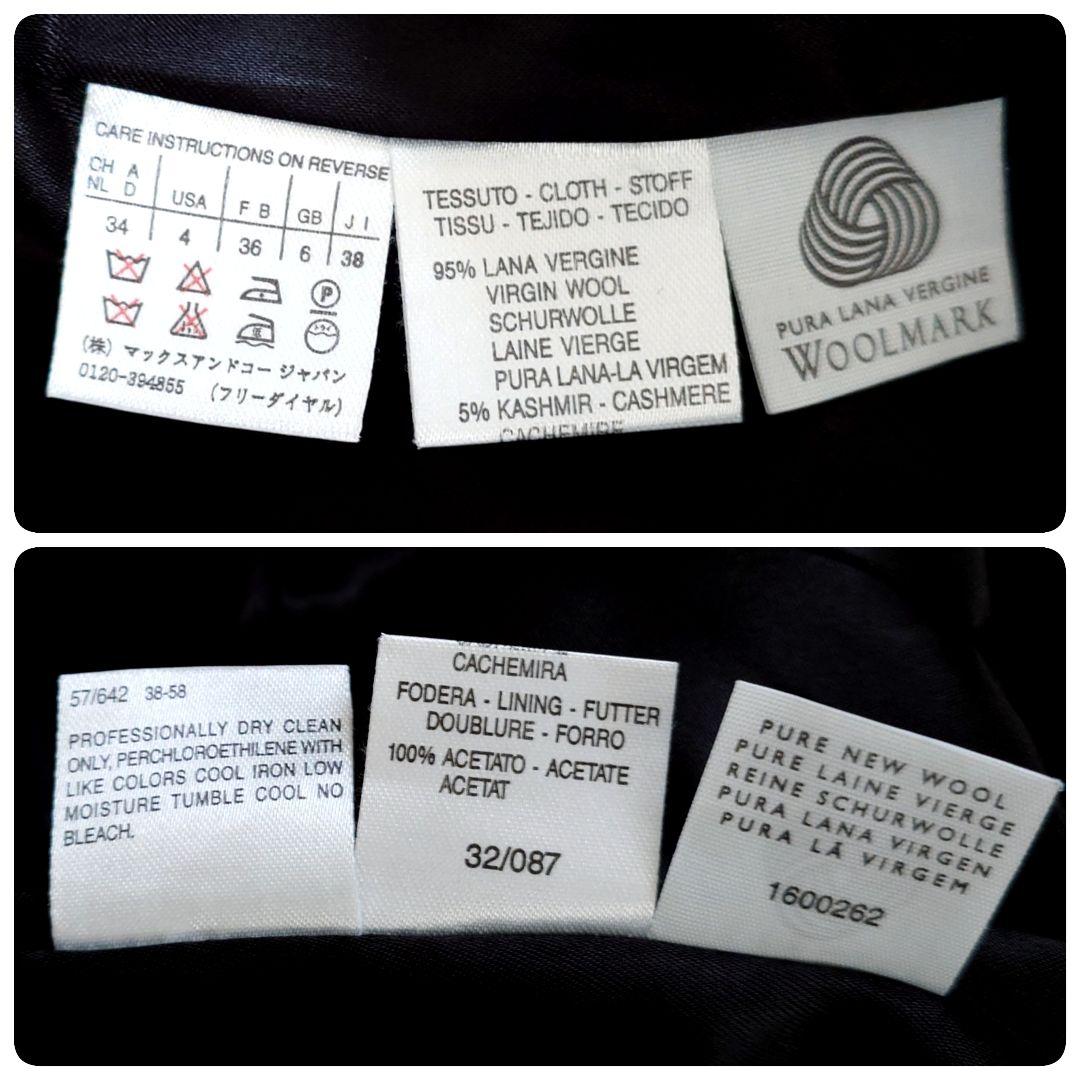 CARE INSTRUCTIONS ON REVERSE
CH A
NL D
USA
F B
GB
J I
34
4
36
6
38
P
(株) マックスアンドコー ジャパン
0120-394855 (フリーダイヤル)
TESSUTO - CLOTH - STOFF
TISSU - TEJIDO - TECIDO
95% LANA VERGINE
VIRGIN WOOL
SCHURWOLLE
LAINE VIERGE
PURA LANA-LA VIRGEM
5% KASHMIR - CASHMERE
CACHEMIRE
PURA LANA VERGINE
WOOLMARK
57/642 38-58
PROFESSIONALLY DRY CLEAN
ONLY, PERCHLOROETHILENE WITH
LIKE COLORS COOL IRON LOW
MOISTURE TUMBLE COOL NO
BLEACH.
CACHEMIRA
FODERA - LINING - FUTTER
DOUBLURE - FORRO
100% ACETATO - ACETATE
ACETAT
32/087
PURE NEW WOOL
PURE LAINE VIERGE
REINE SCHURWOLLE
PURA LANA VIRGEN
PURA LÃ VIRGEM
1600262